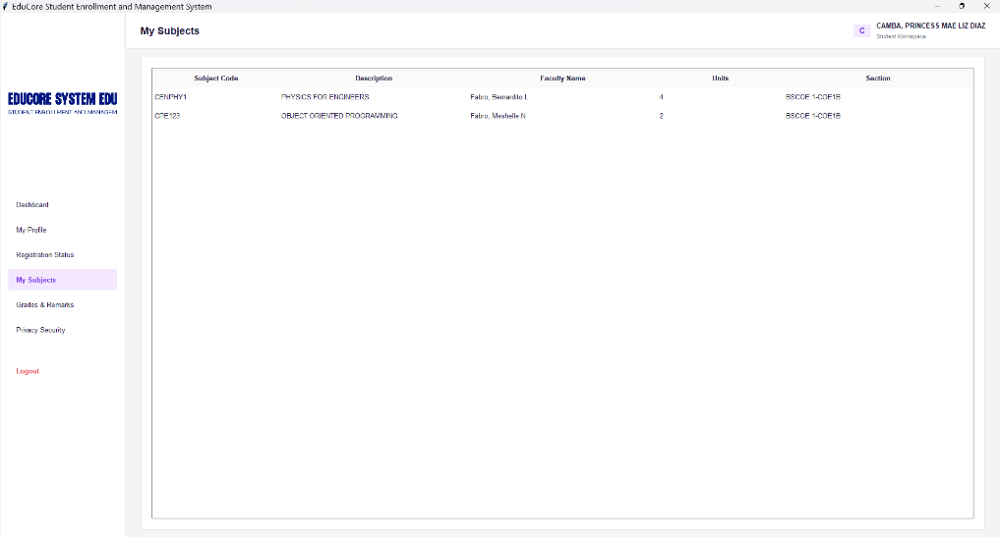 EduCore Student Enrollment and Management System
My Subjects
C
CAMBA, PRINCESS MAE LIZ DIAZ
Student Workspace
EDUCORE SYSTEM EDU
STUDENT ENROLLMENT AND MANAGEM
Dashboard
My Profile
Registration Status
My Subjects
Grades & Remarks
Privacy Security
Logout
Subject Code Description Faculty Name Units Section
CENPHY1 PHYSICS FOR ENGINEERS Fabro, Bernardito L 4 BSCOE 1-COE1B
CPE123 OBJECT ORIENTED PROGRAMMING Fabro, Meshelle N 2 BSCOE 1-COE1B